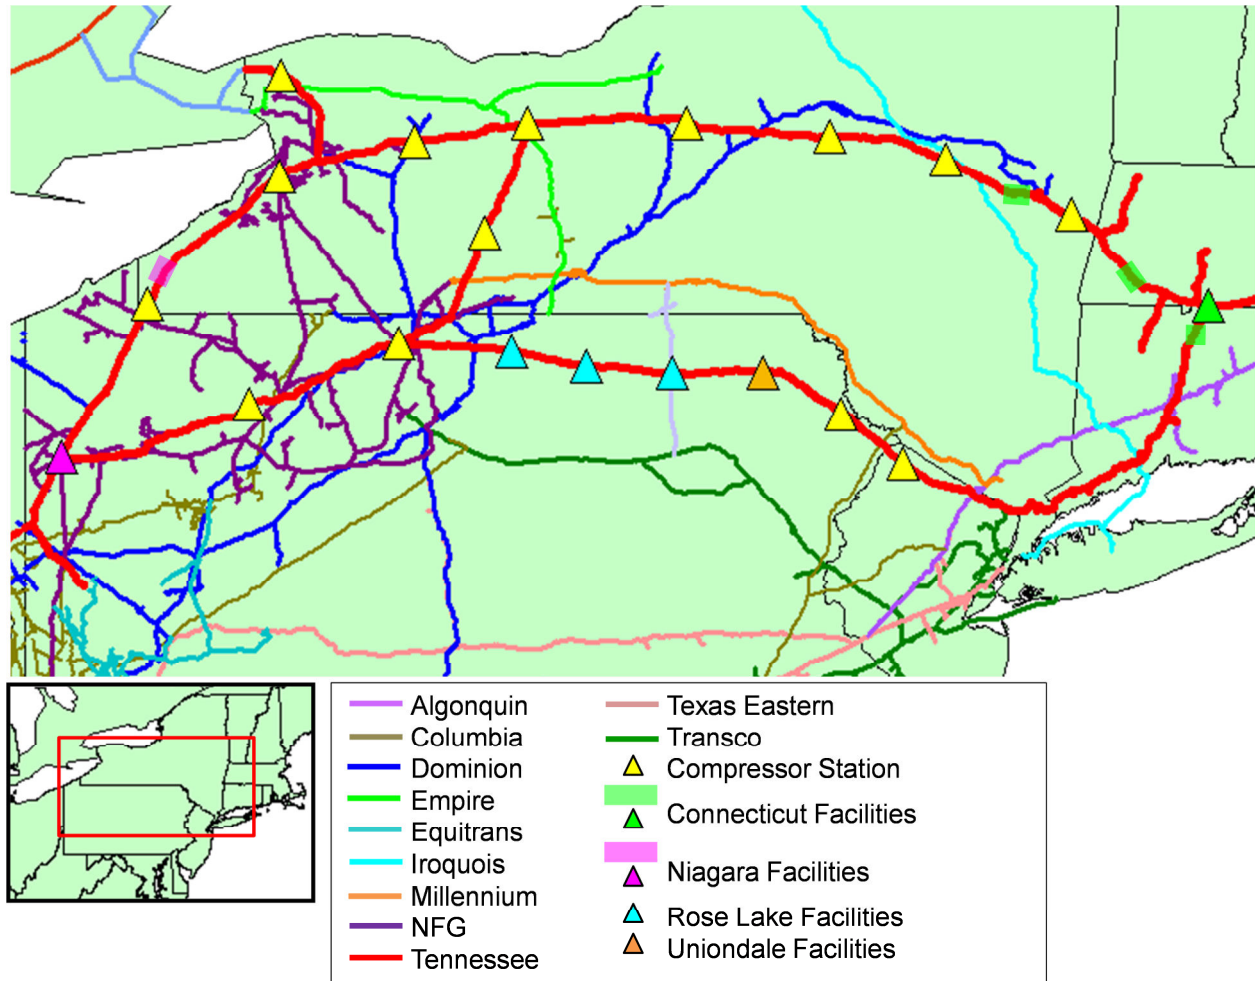 Algonquin
Columbia
Dominion
Empire
Equitrans
Iroquois
Millennium
NFG
Tennessee
Texas Eastern
Transco
Compressor Station
Connecticut Facilities
Niagara Facilities
Rose Lake Facilities
Uniondale Facilities